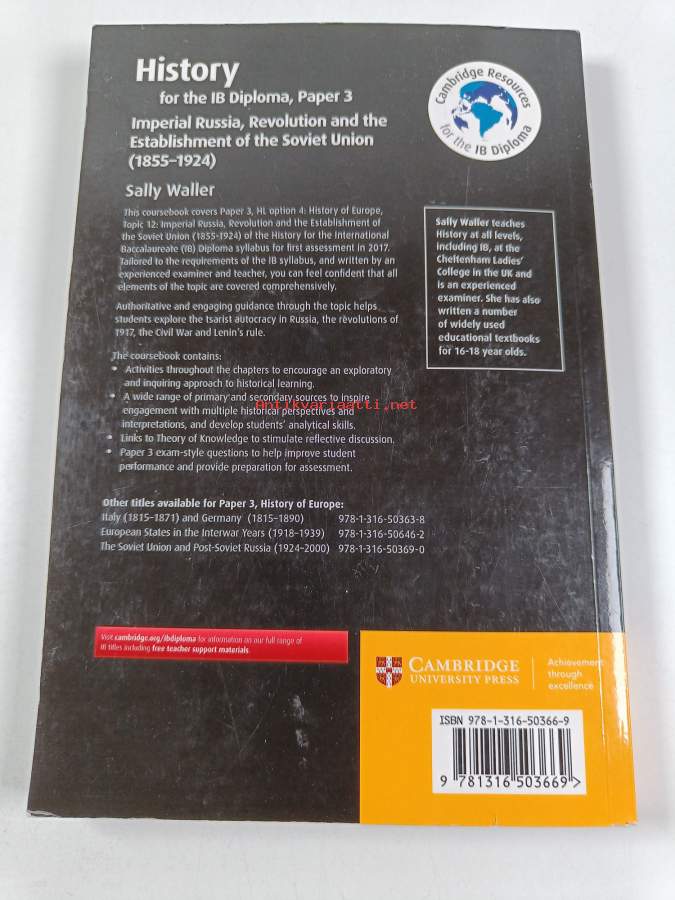 History
for the IB Diploma, Paper 3
Imperial Russia, Revolution and the
Establishment of the Soviet Union
(1855–1924)
Sally Waller
Cambridge Resources
for the IB Diploma
This coursebook covers Paper 3, HL option 4: History of Europe,
Topic 12: Imperial Russia, Revolution and the Establishment of
the Soviet Union (1855-1924) of the History for the International
Baccalaureate (IB) Diploma syllabus for first assessment in 2017.
Tailored to the requirements of the IB syllabus, and written by an
experienced examiner and teacher, you can feel confident that all
elements of the topic are covered comprehensively.
Authoritative and engaging guidance through the topic helps
students explore the tsarist autocracy in Russia, the revolutions of
1917, the Civil War and Lenin's rule.
The coursebook contains:
• Activities throughout the chapters to encourage an exploratory
and inquiring approach to historical learning.
• A wide range of primary and secondary sources to inspire
engagement with multiple historical perspectives and
interpretations, and develop students' analytical skills.
• Links to Theory of Knowledge to stimulate reflective discussion.
• Paper 3 exam-style questions to help improve student
performance and provide preparation for assessment.
Sally Waller teaches
History at all levels,
including IB, at the
Cheltenham Ladies'
College in the UK and
is an experienced
examiner. She has also
written a number
of widely used
educational textbooks
for 16-18 year olds.
Antikvariaatti.net
Other titles available for Paper 3, History of Europe:
Italy (1815–1871) and Germany (1815–1890) 978-1-316-50363-8
European States in the Interwar Years (1918–1939) 978-1-316-50646-2
The Soviet Union and Post-Soviet Russia (1924–2000) 978-1-316-50369-0
Visit cambridge.org/ibdiploma for information on our full range of
IB titles including free teacher support materials.
CAMBRIDGE
UNIVERSITY PRESS
Achievement
through
excellence
ISBN 978-1-316-50366-9
9 781316 503669 >